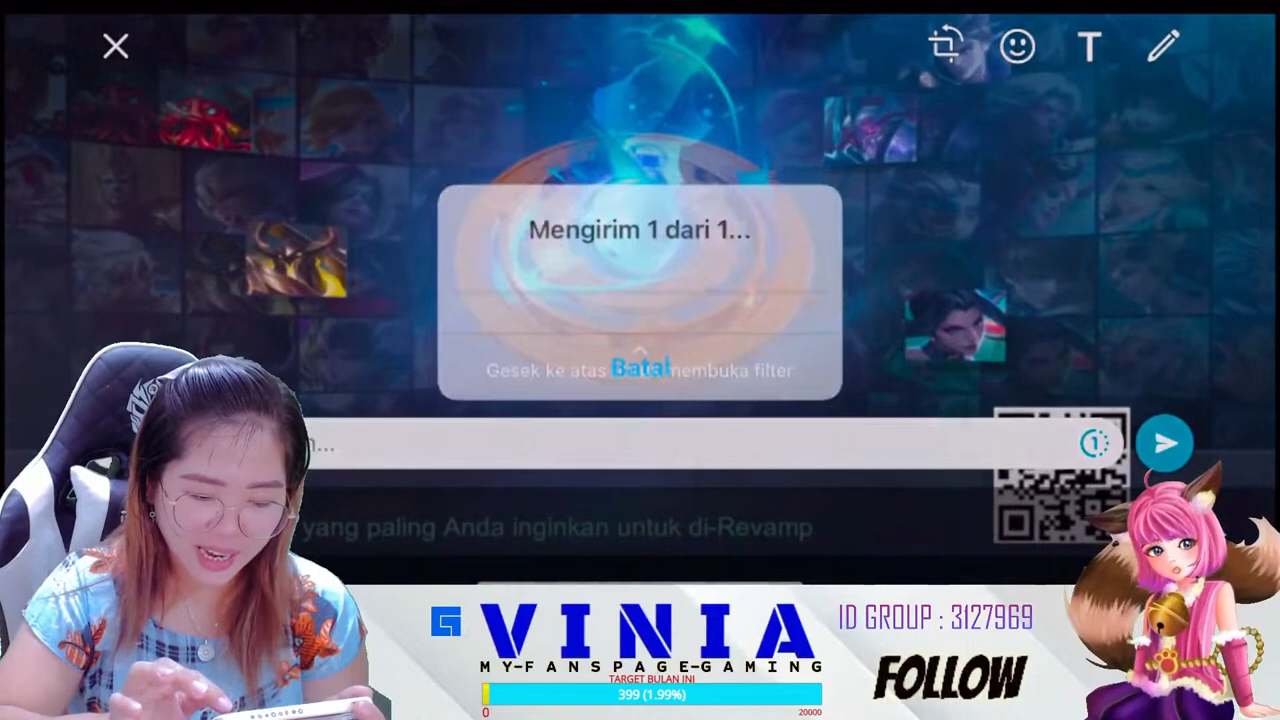 T
Mengirim 1 dari 1...
Gesek ke atas
Batal
membuka filter
n...
1
yang paling Anda inginkan untuk di-Revamp
VINIA
MY-FANSPAGE-GAMING
ID GROUP : 3127969
FOLLOW
TARGET BULAN INI
399 (1.99%)
0
20000